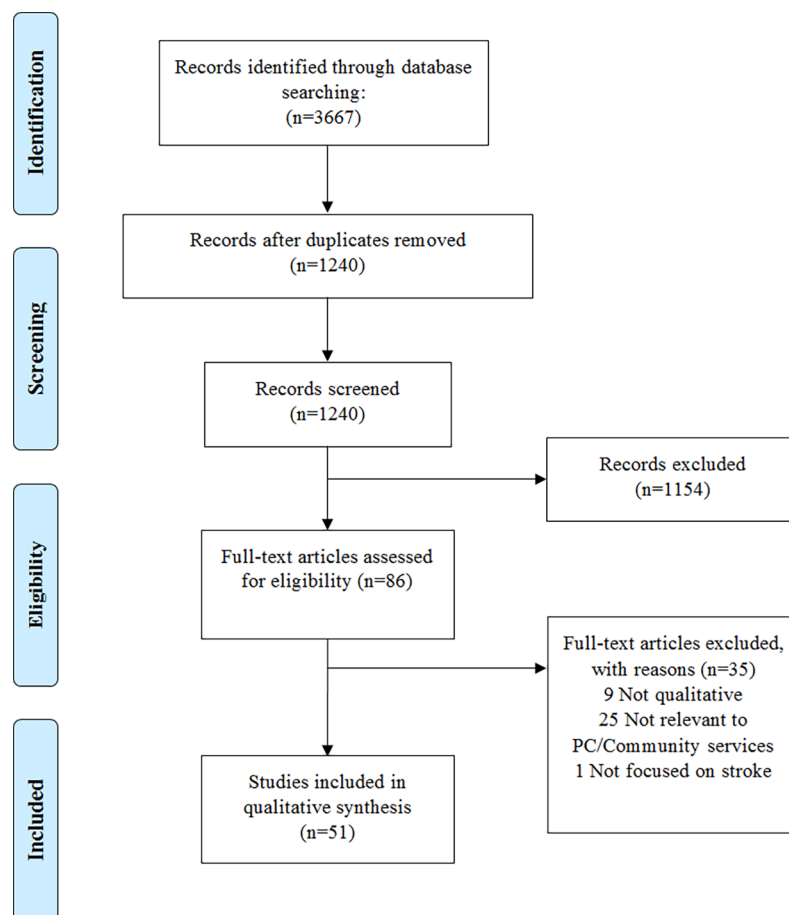 Identification
Records identified through database
searching:
(n=3667)
Records after duplicates removed
(n=1240)
Screening
Records screened
(n=1240)
Records excluded
(n=1154)
Eligibility
Full-text articles assessed
for eligibility (n=86)
Full-text articles excluded,
with reasons (n=35)
9 Not qualitative
25 Not relevant to
PC/Community services
1 Not focused on stroke
Included
Studies included in
qualitative synthesis
(n=51)